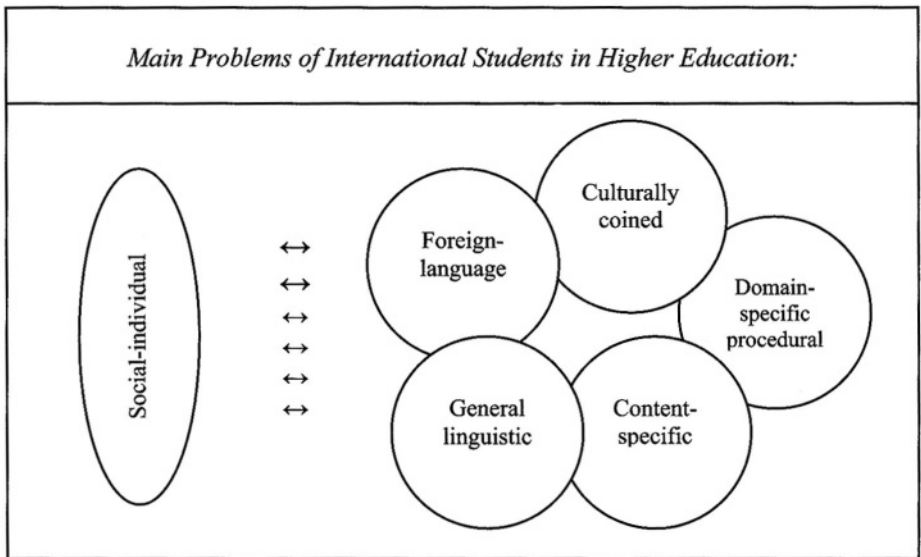 Main Problems of International Students in Higher Education:
Social-individual
↔
↔
↔
↔
↔
↔
Foreign-
language
Culturally
coined
Domain-
specific
procedural
General
linguistic
Content-
specific